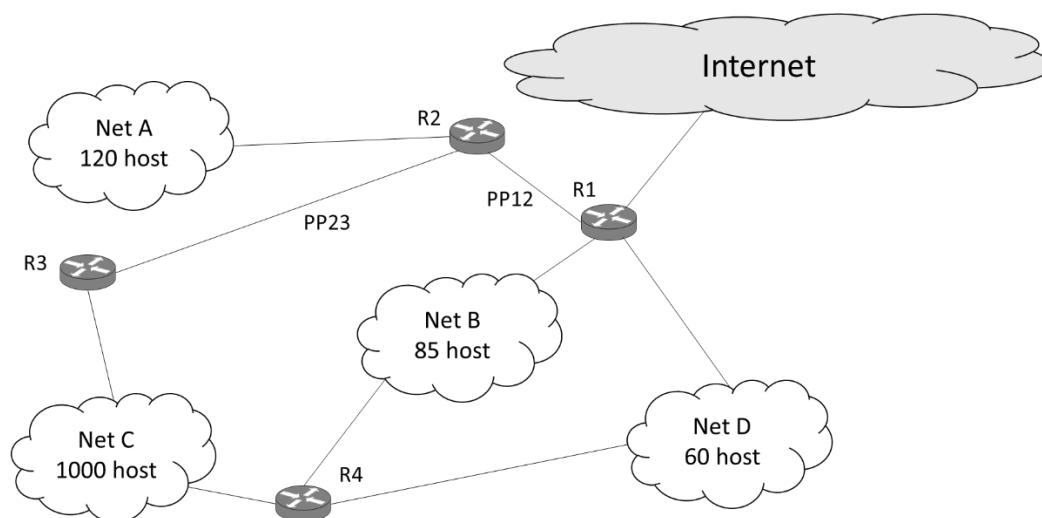 Internet
Net A
120 host
R2
R1
PP12
PP23
R3
Net B
85 host
Net C
1000 host
R4
Net D
60 host